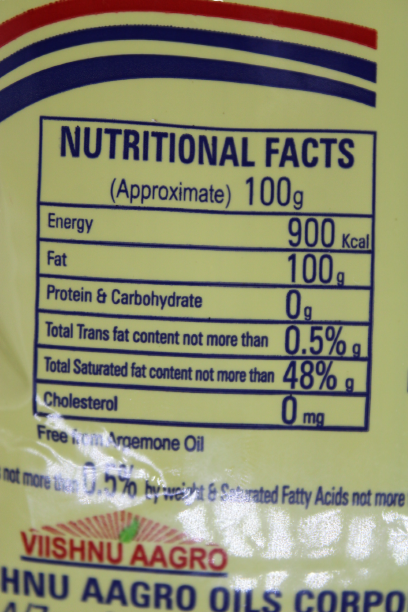 NUTRITIONAL FACTS
(Approximate) 100g
Energy 900 Kcal
Fat 100g
Protein & Carbohydrate 0g
Total Trans fat content not more than 0.5% g
Total Saturated fat content not more than 48% g
Cholesterol 0 mg
Free from Argemone Oil
not more than 0.5% by weight & Saturated Fatty Acids not more
VIISHNU AAGRO
HNU AAGRO OILS CORPO